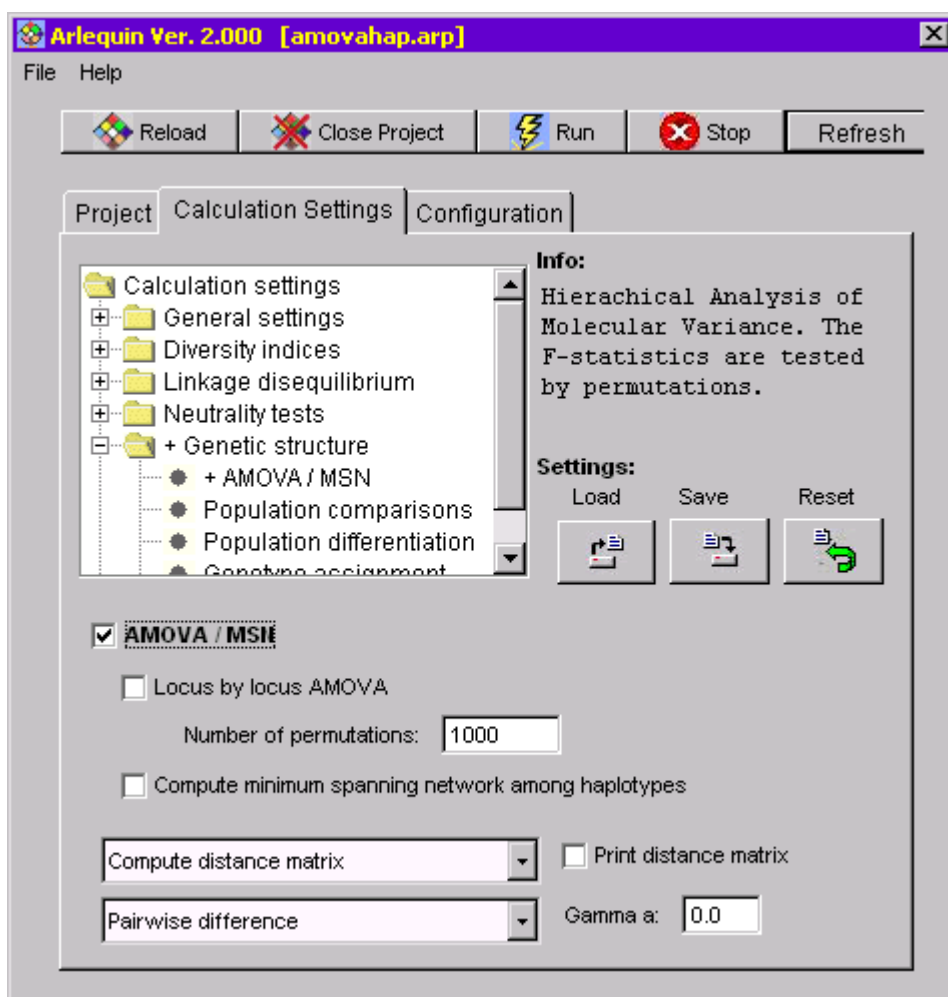 Arlequin Ver. 2.000 [amovahap.arp]
File Help
Reload Close Project Run Stop Refresh
Project Calculation Settings Configuration
Calculation settings
General settings
Diversity indices
Linkage disequilibrium
Neutrality tests
+ Genetic structure
+ AMOVA / MSN
Population comparisons
Population differentiation
Genotype assignment
Info:
Hierachical Analysis of
Molecular Variance. The
F-statistics are tested
by permutations.
Settings:
Load Save Reset
AMOVA / MSN
Locus by locus AMOVA
Number of permutations: 1000
Compute minimum spanning network among haplotypes
Compute distance matrix
Print distance matrix
Pairwise difference
Gamma a: 0.0